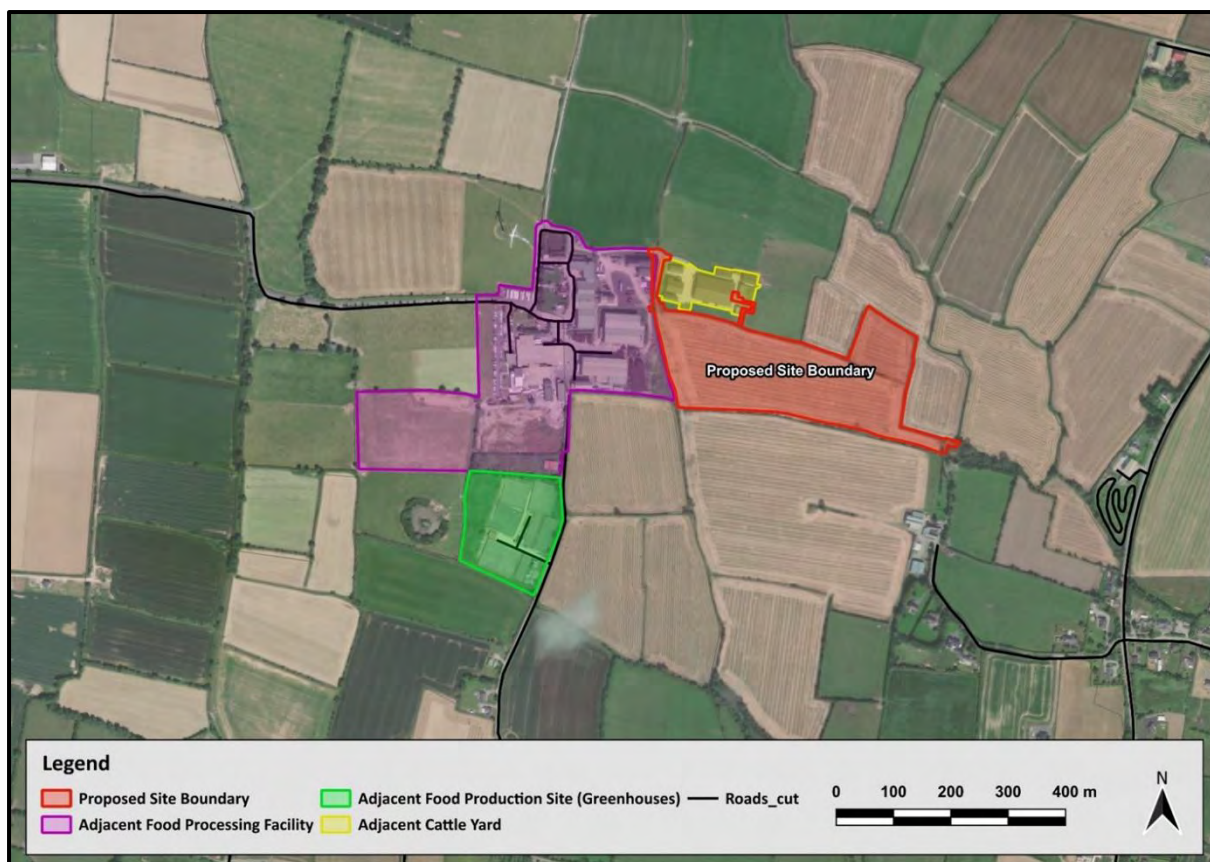 Proposed Site Boundary
Legend
Proposed Site Boundary
Adjacent Food Processing Facility
Adjacent Food Production Site (Greenhouses)
Adjacent Cattle Yard
Roads_cut
0 100 200 300 400 m
N